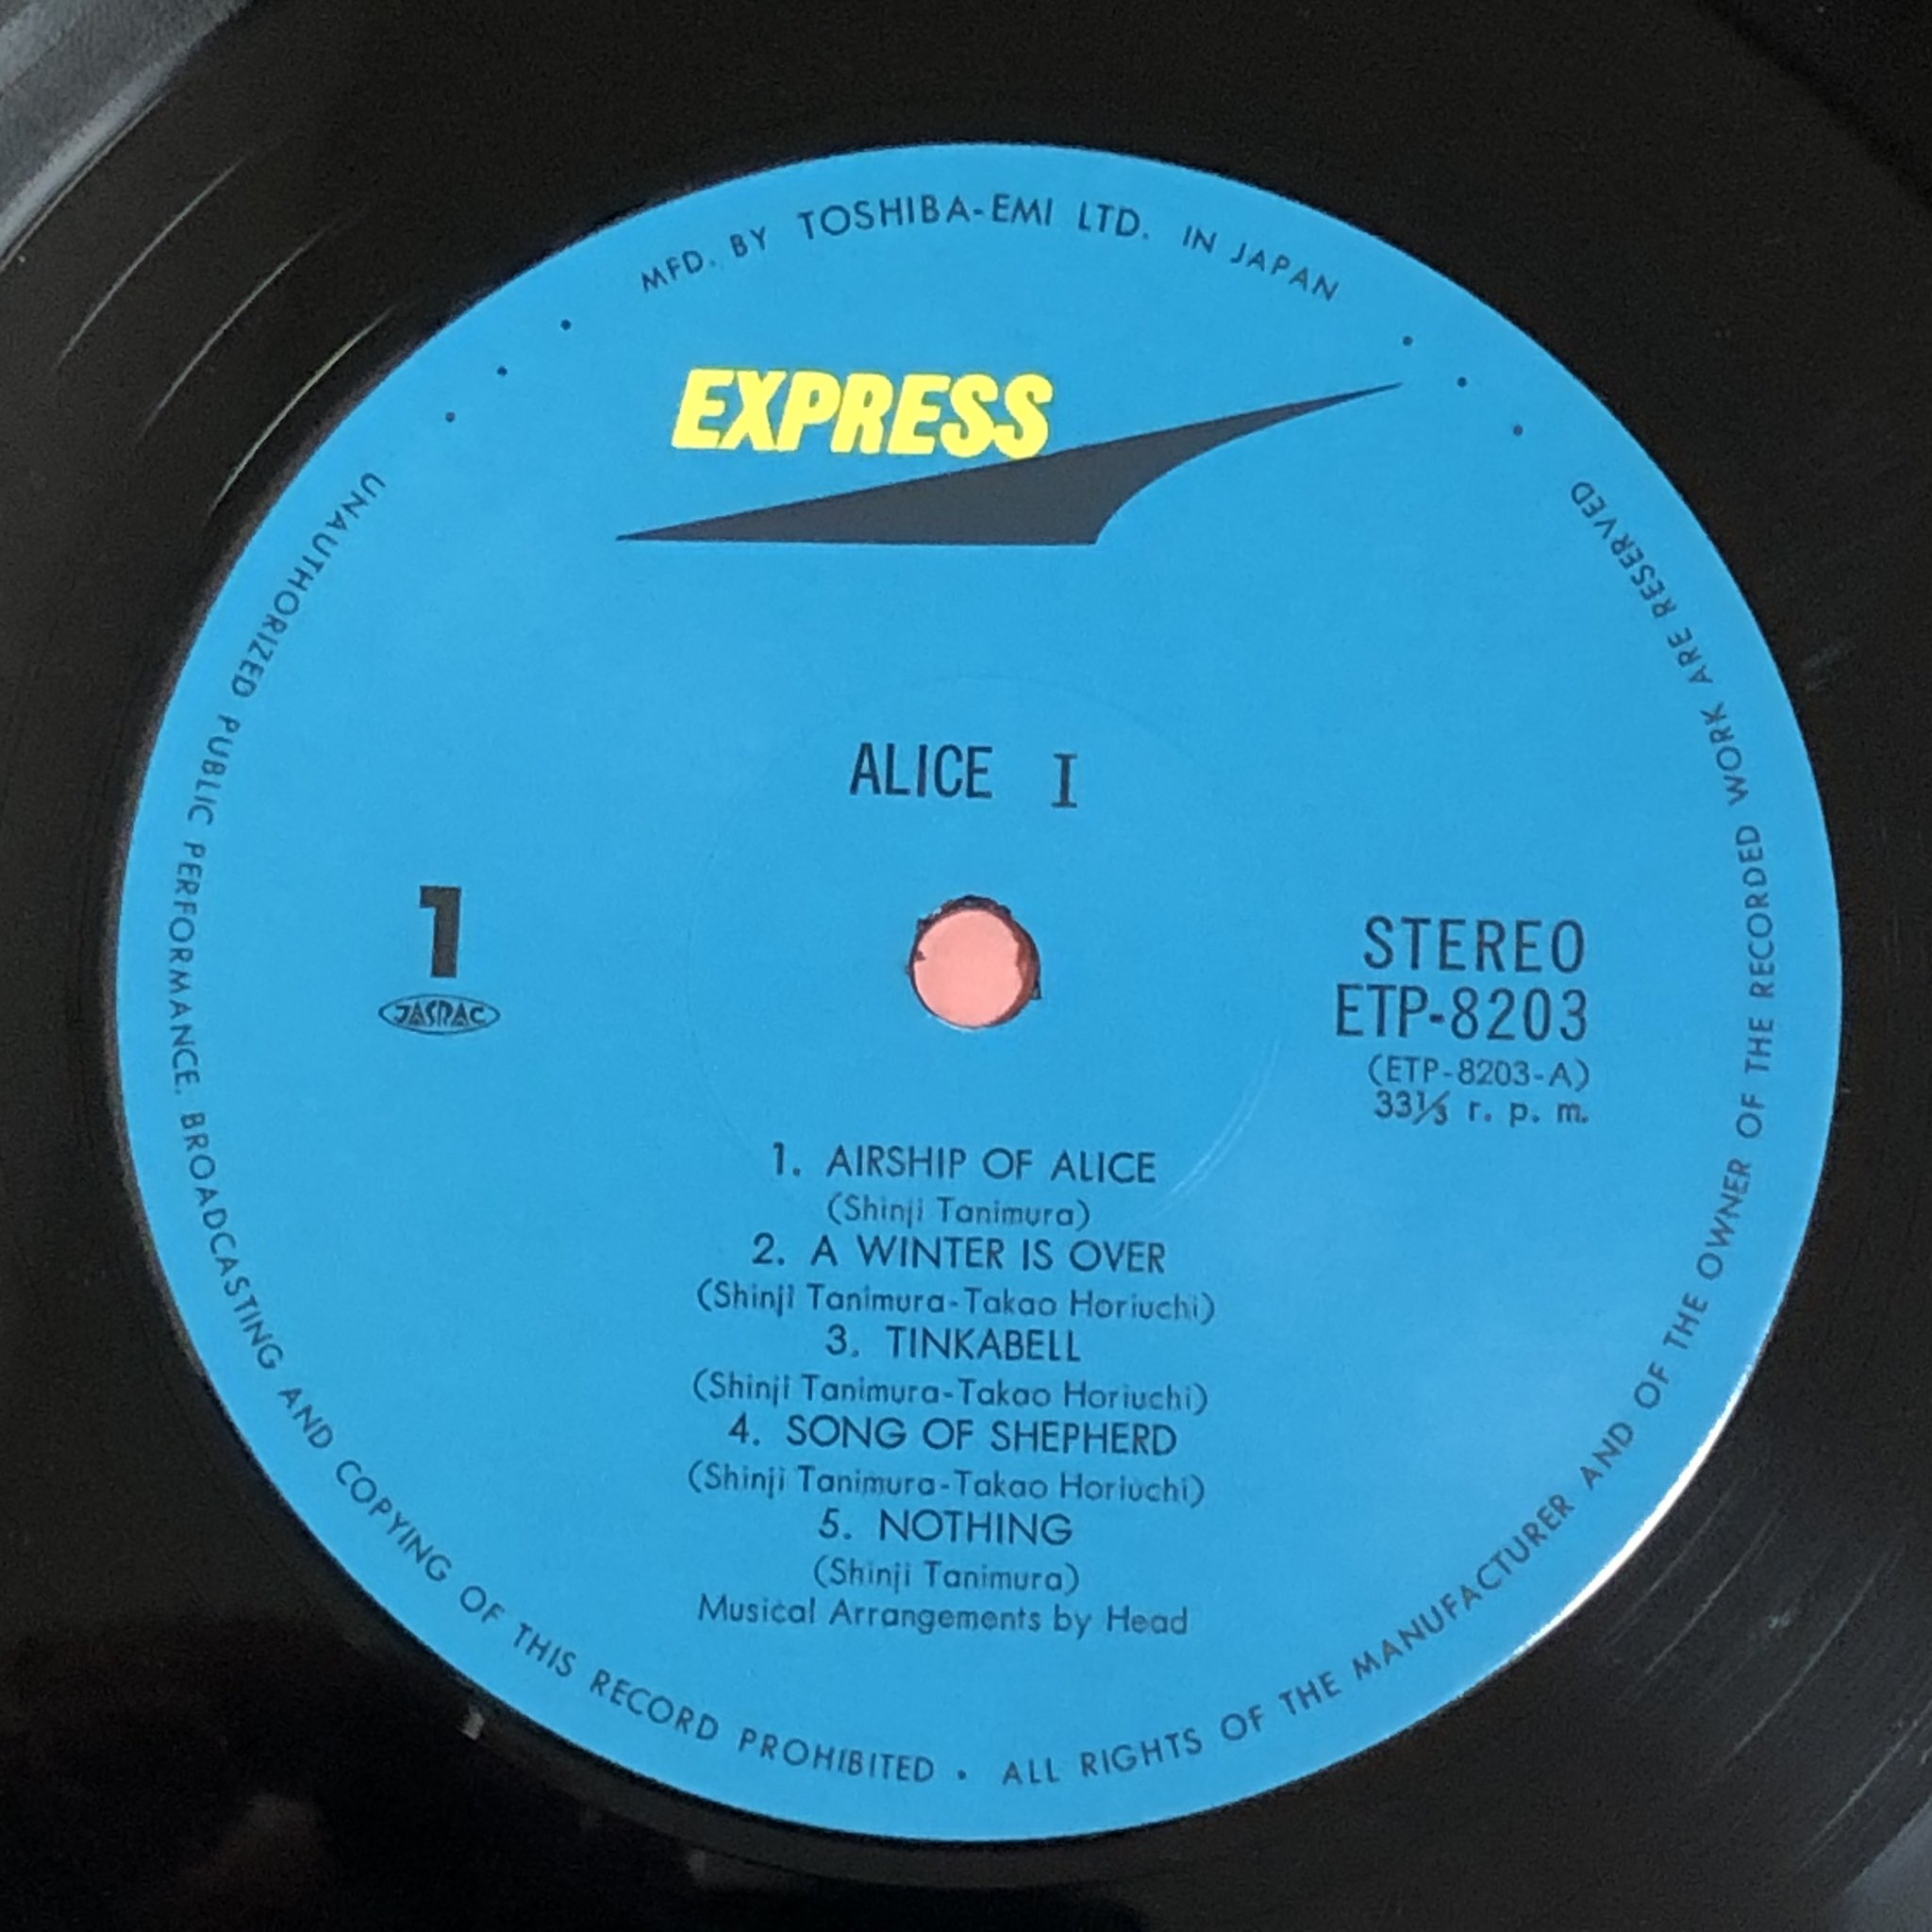 MFD. BY TOSHIBA-EMI LTD. IN JAPAN
EXPRESS
ALICE I
1
JASRAC
STEREO
ETP-8203
(ETP-8203-A)
33⅓ r. p. m.
1. AIRSHIP OF ALICE
(Shinji Tanimura)
2. A WINTER IS OVER
(Shinji Tanimura-Takao Horiuchi)
3. TINKABELL
(Shinji Tanimura-Takao Horiuchi)
4. SONG OF SHEPHERD
(Shinji Tanimura-Takao Horiuchi)
5. NOTHING
(Shinji Tanimura)
Musical Arrangements by Head
UNAUTHORIZED PUBLIC PERFORMANCE. BROADCASTING AND COPYING OF THIS RECORD PROHIBITED • ALL RIGHTS OF THE MANUFACTURER AND OF THE OWNER OF THE RECORDED WORK ARE RESERVED